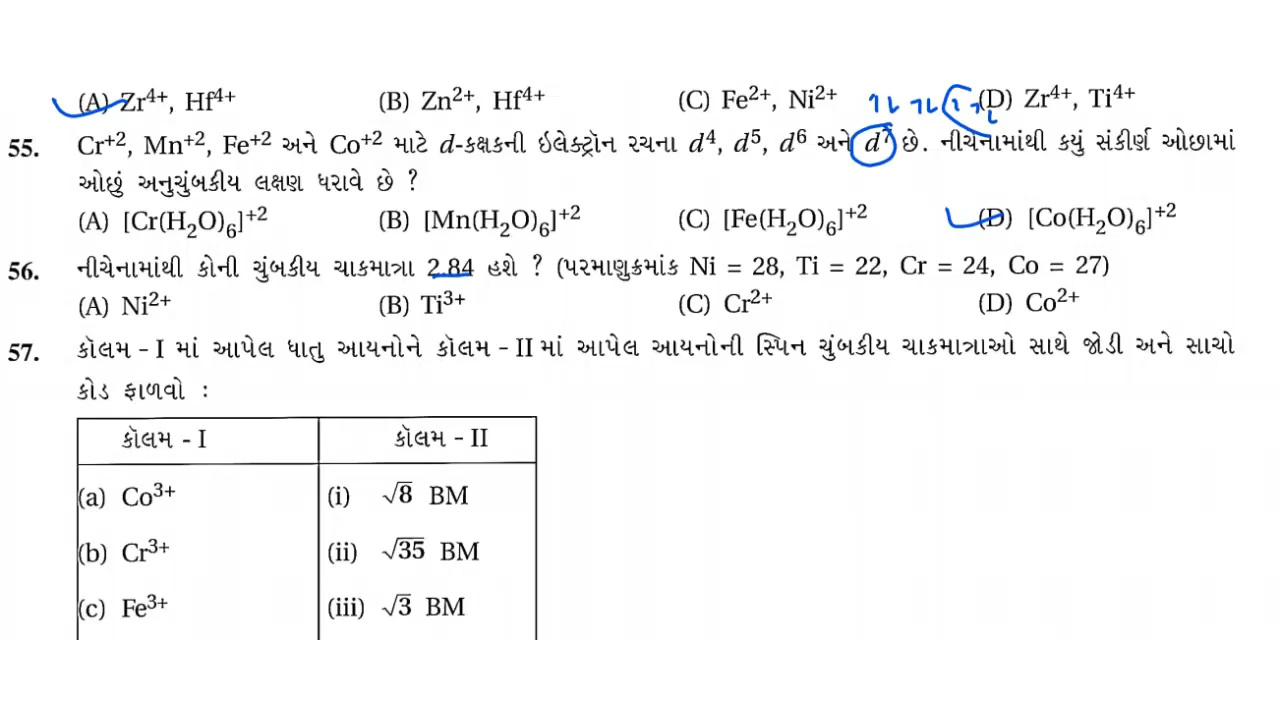 (A) Zr⁴⁺, Hf⁴⁺ (B) Zn²⁺, Hf⁴⁺ (C) Fe²⁺, Ni²⁺ (D) Zr⁴⁺, Ti⁴⁺
55. Cr⁺², Mn⁺², Fe⁺² અને Co⁺² માટે d-કક્ષકની ઇલેક્ટ્રૉન રચના d⁴, d⁵, d⁶ અને d⁷ છે. નીચેનામાંથી કયું સંકીર્ણ ઓછામાં
ઓછું અનુચુંબકીય લક્ષણ ધરાવે છે ?
(A) [Cr(H₂O)₆]⁺² (B) [Mn(H₂O)₆]⁺² (C) [Fe(H₂O)₆]⁺² (D) [Co(H₂O)₆]⁺²
56. નીચેનામાંથી કોની ચુંબકીય ચાકમાત્રા 2.84 હશે ? (પરમાણુક્રમાંક Ni = 28, Ti = 22, Cr = 24, Co = 27)
(A) Ni²⁺ (B) Ti³⁺ (C) Cr²⁺ (D) Co²⁺
57. કૉલમ - I માં આપેલ ધાતુ આયનોને કૉલમ - II માં આપેલ આયનોની સ્પિન ચુંબકીય ચાકમાત્રાઓ સાથે જોડી અને સાચો
કોડ ફાળવો :
કૉલમ - I કૉલમ - II
(a) Co³⁺ (i) √8 BM
(b) Cr³⁺ (ii) √35 BM
(c) Fe³⁺ (iii) √3 BM